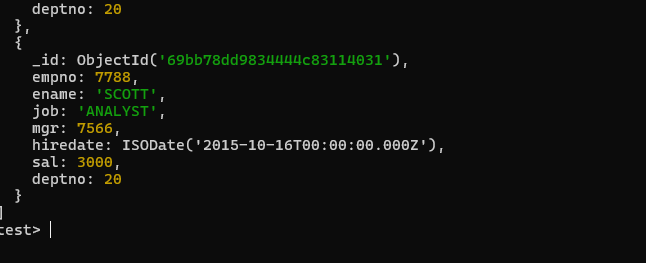 deptno: 20
},
{
_id: ObjectId('69bb78dd9834444c83114031'),
empno: 7788,
ename: 'SCOTT',
job: 'ANALYST',
mgr: 7566,
hiredate: ISODate('2015-10-16T00:00:00.000Z'),
sal: 3000,
deptno: 20
}
]
test>